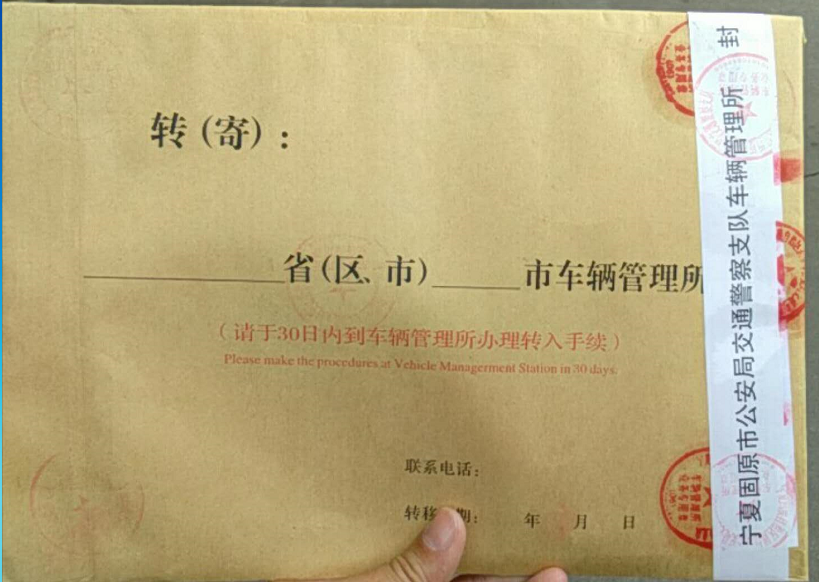 转(寄):
省(区、市) 市车辆管理所
(请于30日内到车辆管理所办理转入手续)
Please make the procedures at Vehicle Managerment Station in 30 days.
联系电话:
转移 期: 年 月 日
宁夏固原市公安局交通警察支队车辆管理所 封